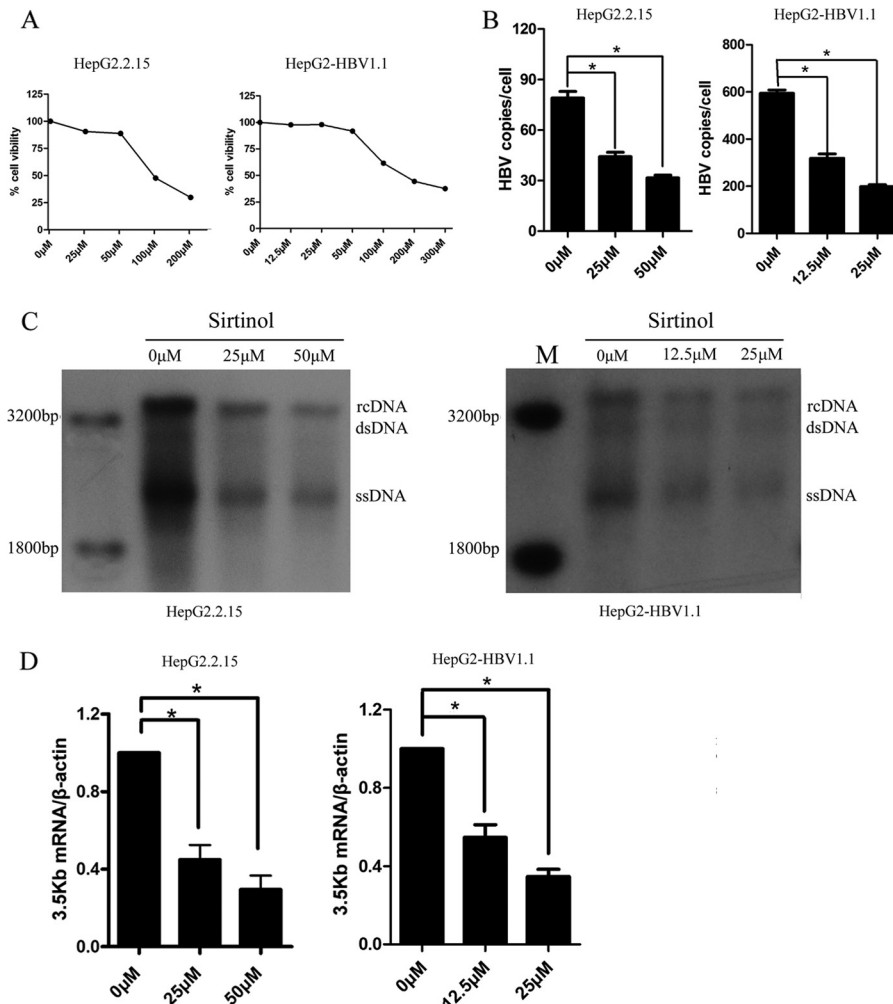 A
HepG2.2.15
HepG2-HBV1.1
% cell vibility
125
100
75
50
25
0
0μM
25μM
50μM
100μM
200μM
% cell vibility
125
100
75
50
25
0
0μM
12.5μM
25μM
50μM
100μM
200μM
300μM
B
HepG2.2.15
HepG2-HBV1.1
HBV copies/cell
120
90
60
30
0
*
*
0μM
25μM
50μM
HBV copies/cell
800
600
400
200
0
*
*
0μM
12.5μM
25μM
C
Sirtinol
0μM 25μM 50μM
3200bp
1800bp
rcDNA
dsDNA
ssDNA
HepG2.2.15
Sirtinol
M 0μM 12.5μM 25μM
3200bp
1800bp
rcDNA
dsDNA
ssDNA
HepG2-HBV1.1
D
HepG2.2.15
HepG2-HBV1.1
3.5Kb mRNA/β-actin
1.2
0.8
0.4
0.0
*
*
0μM
25μM
50μM
3.5Kb mRNA/β-actin
1.2
0.8
0.4
0.0
*
*
0μM
12.5μM
25μM